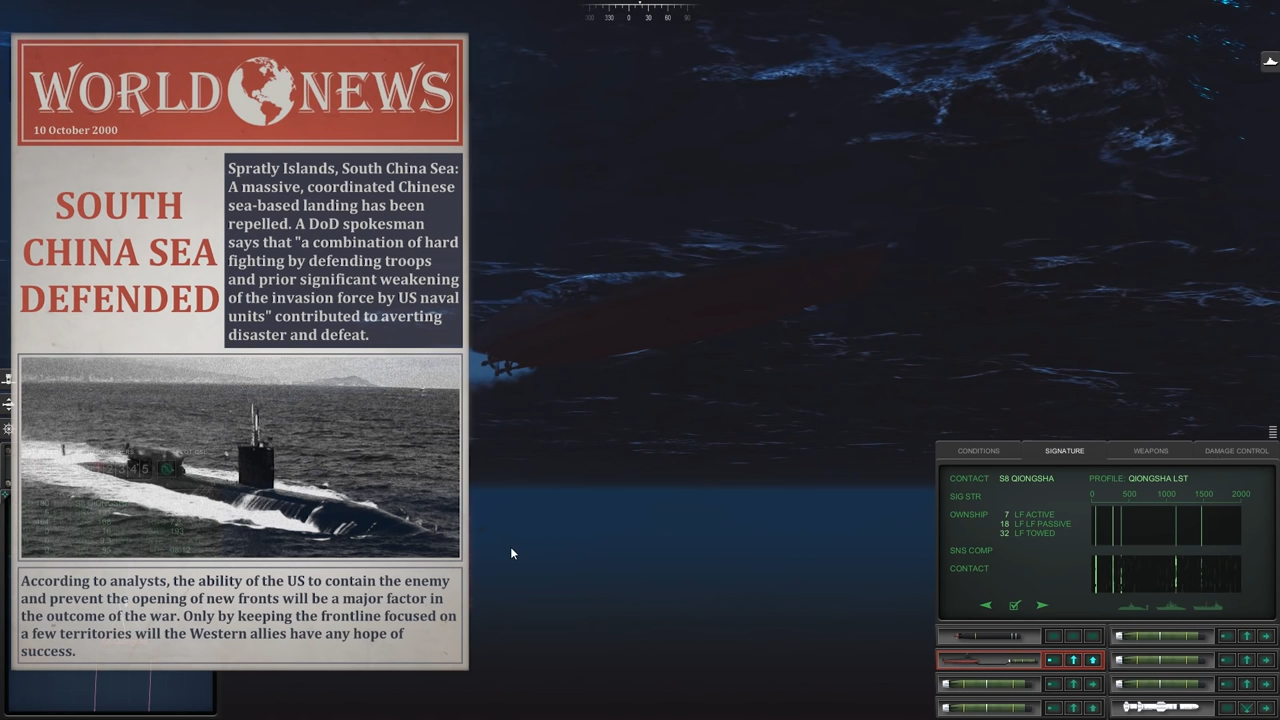 300 330 0 30 60 90
WORLD NEWS
10 October 2000
SOUTH
CHINA SEA
DEFENDED
Spratly Islands, South China Sea:
A massive, coordinated Chinese
sea-based landing has been
repelled. A DoD spokesman
says that "a combination of hard
fighting by defending troops
and prior significant weakening
of the invasion force by US naval
units" contributed to averting
disaster and defeat.
According to analysts, the ability of the US to contain the enemy
and prevent the opening of new fronts will be a major factor in
the outcome of the war. Only by keeping the frontline focused on
a few territories will the Western allies have any hope of
success.
CONDITIONS SIGNATURE WEAPONS DAMAGE CONTROL
CONTACT S8 QIONGSHA PROFILE: QIONGSHA LST
SIG STR 0 500 1000 1500 2000
OWNSHIP 7 LF ACTIVE
18 LF LF PASSIVE
32 LF TOWED
SNS COMP
CONTACT